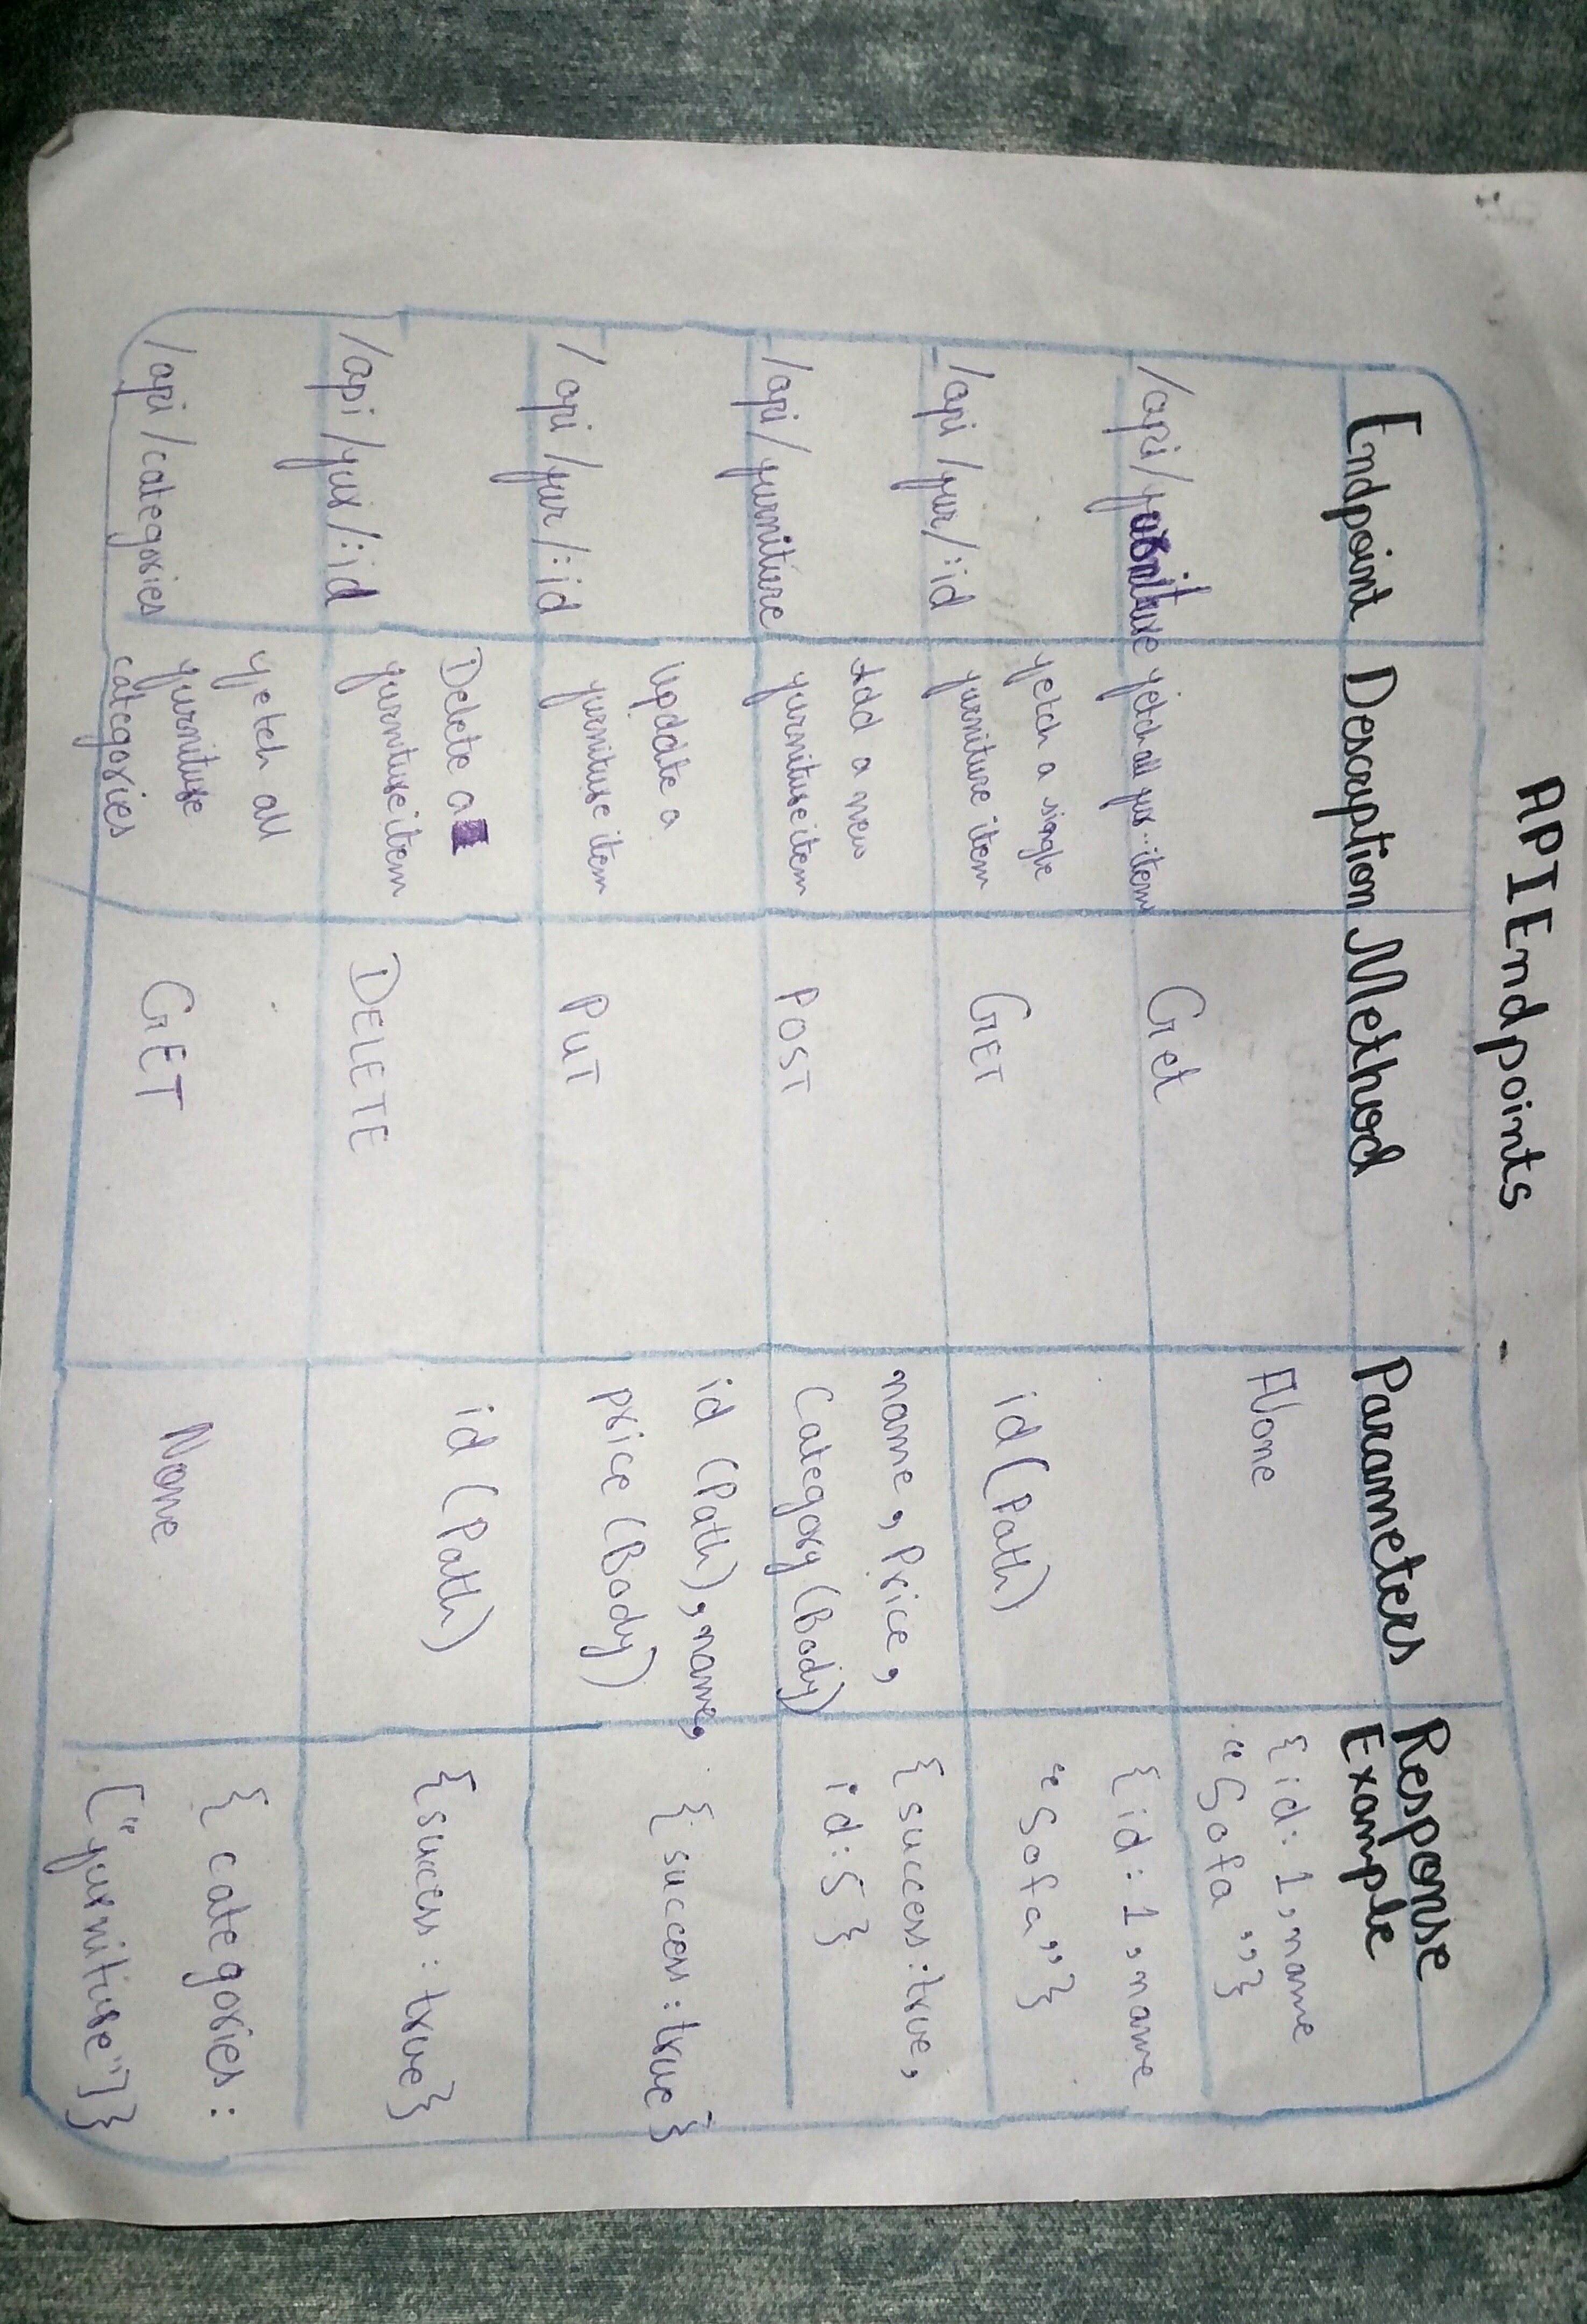 API Endpoints
Endpoint Description Method Parameters Response Example
/api/furniture fetch all fur..items Get None {id: 1, name
“Sofa”}
/api/fur/:id fetch a single GET id (Path) {id: 1, name
furniture item “Sofa”}
/api/furniture Add a new POST name, Price, {success:true,
furniture item Category (Body) id:5}
/api/fur/:id Update a PUT id (Path), name, {success:true}
furniture item price (Body)
/api/fur/:id Delete a DELETE id (Path) {success:true}
furniture item
/api/categories fetch all GET None {categories:
furniture ["furniture"]}
categories